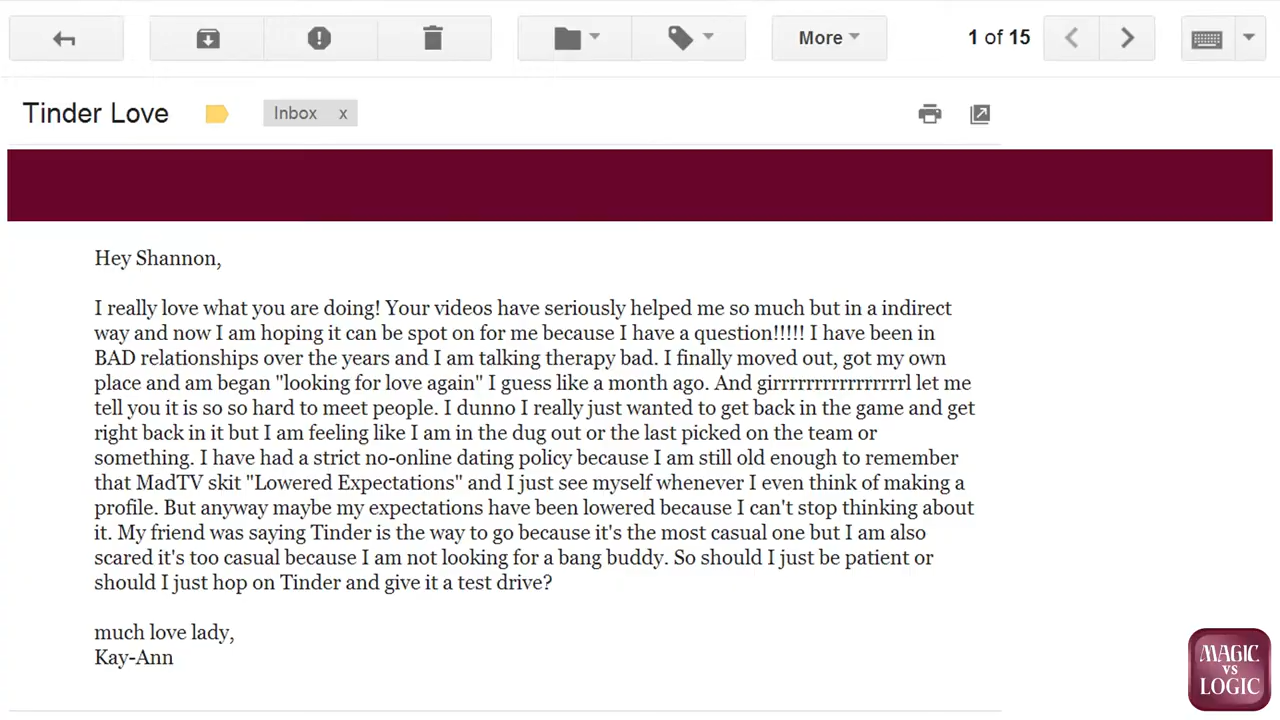 More
1 of 15
Tinder Love
Inbox x
Hey Shannon,
I really love what you are doing! Your videos have seriously helped me so much but in a indirect
way and now I am hoping it can be spot on for me because I have a question!!!!! I have been in
BAD relationships over the years and I am talking therapy bad. I finally moved out, got my own
place and am began "looking for love again" I guess like a month ago. And girrrrrrrrrrrrrrrrl let me
tell you it is so so hard to meet people. I dunno I really just wanted to get back in the game and get
right back in it but I am feeling like I am in the dug out or the last picked on the team or
something. I have had a strict no-online dating policy because I am still old enough to remember
that MadTV skit "Lowered Expectations" and I just see myself whenever I even think of making a
profile. But anyway maybe my expectations have been lowered because I can't stop thinking about
it. My friend was saying Tinder is the way to go because it's the most casual one but I am also
scared it's too casual because I am not looking for a bang buddy. So should I just be patient or
should I just hop on Tinder and give it a test drive?
much love lady,
Kay-Ann
MAGIC
VS
LOGIC